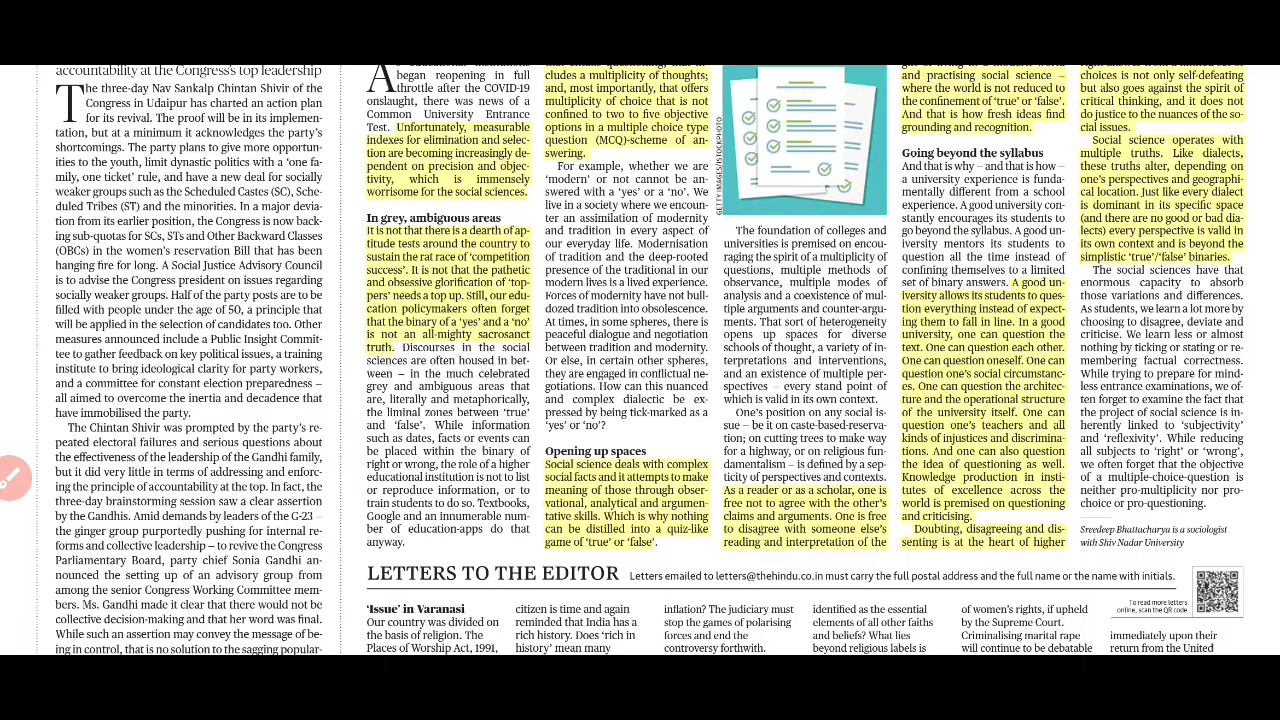 accountability at the Congress's top leadership
The three-day Nav Sankalp Chintan Shivir of the
Congress in Udaipur has charted an action plan
for its revival. The proof will be in its implemen-
tation, but at a minimum it acknowledges the party's
shortcomings. The party plans to give more opportun-
ities to the youth, limit dynastic politics with a 'one fa-
mily, one ticket' rule, and have a new deal for socially
weaker groups such as the Scheduled Castes (SC), Sche-
duled Tribes (ST) and the minorities. In a major devia-
tion from its earlier position, the Congress is now back-
ing sub-quotas for SCs, STs and Other Backward Classes
(OBCs) in the women's reservation Bill that has been
hanging fire for long. A Social Justice Advisory Council
is to advise the Congress president on issues regarding
socially weaker groups. Half of the party posts are to be
filled with people under the age of 50, a principle that
will be applied in the selection of candidates too. Other
measures announced include a Public Insight Commit-
tee to gather feedback on key political issues, a training
institute to bring ideological clarity for party workers,
and a committee for constant election preparedness –
all aimed to overcome the inertia and decadence that
have immobilised the party.
The Chintan Shivir was prompted by the party's re-
peated electoral failures and serious questions about
the effectiveness of the leadership of the Gandhi family,
but it did very little in terms of addressing and enforc-
ing the principle of accountability at the top. In fact, the
three-day brainstorming session saw a clear assertion
by the Gandhis. Amid demands by leaders of the G-23 –
the ginger group purportedly pushing for internal re-
forms and collective leadership – to revive the Congress
Parliamentary Board, party chief Sonia Gandhi an-
nounced the setting up of an advisory group from
among the senior Congress Working Committee mem-
bers. Ms. Gandhi made it clear that there would not be
collective decision-making and that her word was final.
While such an assertion may convey the message of be-
ing in control, that is no solution to the sagging popular-
began reopening in full
throttle after the COVID-19
onslaught, there was news of a
Common University Entrance
Test. Unfortunately, measurable
indexes for elimination and selec-
tion are becoming increasingly de-
pendent on precision and objec-
tivity, which is immensely
worrisome for the social sciences.
In grey, ambiguous areas
It is not that there is a dearth of ap-
titude tests around the country to
sustain the rat race of 'competition
success'. It is not that the pathetic
and obsessive glorification of 'top-
pers' needs a top up. Still, our edu-
cation policymakers often forget
that the binary of a 'yes' and a 'no'
is not an all-mighty sacrosanct
truth. Discourses in the social
sciences are often housed in bet-
ween – in the much celebrated
grey and ambiguous areas that
are, literally and metaphorically,
the liminal zones between 'true'
and 'false'. While information
such as dates, facts or events can
be placed within the binary of
right or wrong, the role of a higher
educational institution is not to list
or reproduce information, or to
train students to do so. Textbooks,
Google and an innumerable num-
ber of education-apps do that
anyway.
cludes a multiplicity of thoughts;
and, most importantly, that offers
multiplicity of choice that is not
confined to two to five objective
options in a multiple choice type
question (MCQ)-scheme of an-
swering.
For example, whether we are
'modern' or not cannot be an-
swered with a 'yes' or a 'no'. We
live in a society where we encoun-
ter an assimilation of modernity
and tradition in every aspect of
our everyday life. Modernisation
of tradition and the deep-rooted
presence of the traditional in our
modern lives is a lived experience.
Forces of modernity have not bull-
dozed tradition into obsolescence.
At times, in some spheres, there is
peaceful dialogue and negotiation
between tradition and modernity.
Or else, in certain other spheres,
they are engaged in conflictual ne-
gotiations. How can this nuanced
and complex dialectic be ex-
pressed by being tick-marked as a
'yes' or 'no'?
Opening up spaces
Social science deals with complex
social facts and it attempts to make
meaning of those through obser-
vational, analytical and argumen-
tative skills. Which is why nothing
can be distilled into a quiz-like
game of 'true' or 'false'.
GETTY IMAGES/ISTOCKPHOTO
The foundation of colleges and
universities is premised on encou-
raging the spirit of a multiplicity of
questions, multiple methods of
observance, multiple modes of
analysis and a coexistence of mul-
tiple arguments and counter-argu-
ments. That sort of heterogeneity
opens up spaces for diverse
schools of thought, a variety of in-
terpretations and interventions,
and an existence of multiple per-
spectives – every stand point of
which is valid in its own context.
One's position on any social is-
sue – be it on caste-based-reserva-
tion; on cutting trees to make way
for a highway, or on religious fun-
damentalism – is defined by a sep-
ticity of perspectives and contexts.
As a reader or as a scholar, one is
free not to agree with the other's
claims and arguments. One is free
to disagree with someone else's
reading and interpretation of the
and practising social science –
where the world is not reduced to
the confinement of 'true' or 'false'.
And that is how fresh ideas find
grounding and recognition.
Going beyond the syllabus
And that is why – and that is how –
a university experience is funda-
mentally different from a school
experience. A good university con-
stantly encourages its students to
go beyond the syllabus. A good un-
iversity mentors its students to
question all the time instead of
confining themselves to a limited
set of binary answers. A good uni-
versity allows its students to ques-
tion everything instead of expect-
ing them to fall in line. In a good
university, one can question the
text. One can question each other.
One can question oneself. One can
question one's social circumstanc-
es. One can question the architec-
ture and the operational structure
of the university itself. One can
question one's teachers and all
kinds of injustices and discrimina-
tions. And one can also question
the idea of questioning as well.
Knowledge production in insti-
tutes of excellence across the
world is premised on questioning
and criticising.
Doubting, disagreeing and dis-
senting is at the heart of higher
choices is not only self-defeating
but also goes against the spirit of
critical thinking, and it does not
do justice to the nuances of the so-
cial issues.
Social science operates with
multiple truths. Like dialects,
these truths alter, depending on
one's perspectives and geographi-
cal location. Just like every dialect
is dominant in its specific space
(and there are no good or bad dia-
lects) every perspective is valid in
its own context and is beyond the
simplistic 'true'/'false' binaries.
The social sciences have that
enormous capacity to absorb
those variations and differences.
As students, we learn a lot more by
choosing to disagree, deviate and
criticise. We learn less or almost
nothing by ticking or stating or re-
membering factual correctness.
While trying to prepare for mind-
less entrance examinations, we of-
ten forget to examine the fact that
the project of social science is in-
herently linked to 'subjectivity'
and 'reflexivity'. While reducing
all subjects to 'right' or 'wrong',
we often forget that the objective
of a multiple-choice-question is
neither pro-multiplicity nor pro-
choice or pro-questioning.
Sreedeep Bhattacharya is a sociologist
with Shiv Nadar University
LETTERS TO THE EDITOR Letters emailed to letters@thehindu.co.in must carry the full postal address and the full name or the name with initials.
To read more letters
online, scan the QR code
'Issue' in Varanasi
Our country was divided on
the basis of religion. The
Places of Worship Act, 1991,
citizen is time and again
reminded that India has a
rich history. Does 'rich in
history' mean many
inflation? The judiciary must
stop the games of polarising
forces and end the
controversy forthwith.
identified as the essential
elements of all other faiths
and beliefs? What lies
beyond religious labels is
of women's rights, if upheld
by the Supreme Court.
Criminalising marital rape
will continue to be debatable
immediately upon their
return from the United